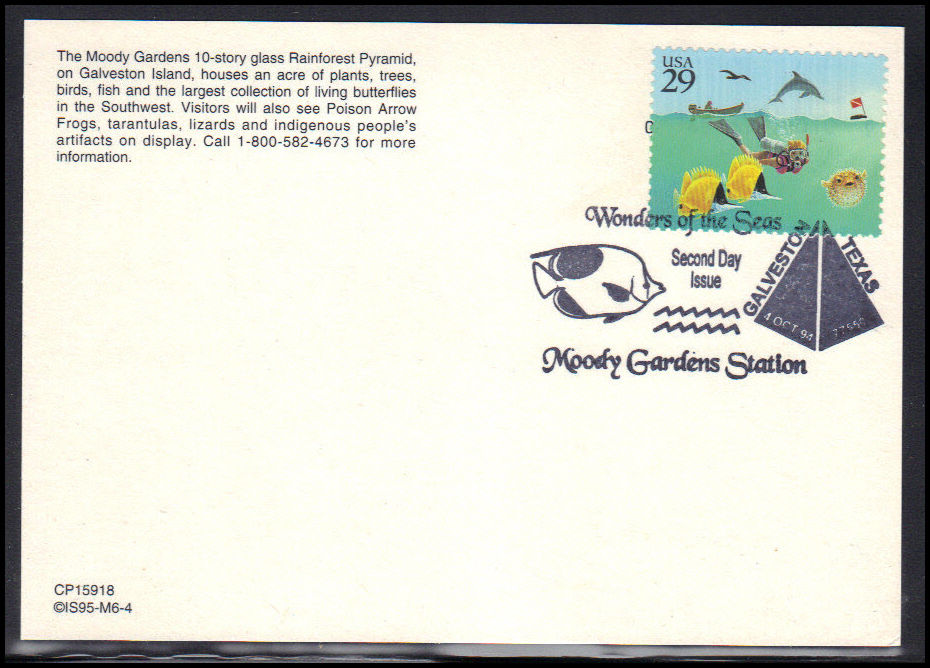 The Moody Gardens 10-story glass Rainforest Pyramid,
on Galveston Island, houses an acre of plants, trees,
birds, fish and the largest collection of living butterflies
in the Southwest. Visitors will also see Poison Arrow
Frogs, tarantulas, lizards and indigenous people's
artifacts on display. Call 1-800-582-4673 for more
information.
USA
29
Wonders of the Seas
Second Day
Issue
GALVESTON
TEXAS
4 OCT 94
Moody Gardens Station
CP15918
©IS95-M6-4